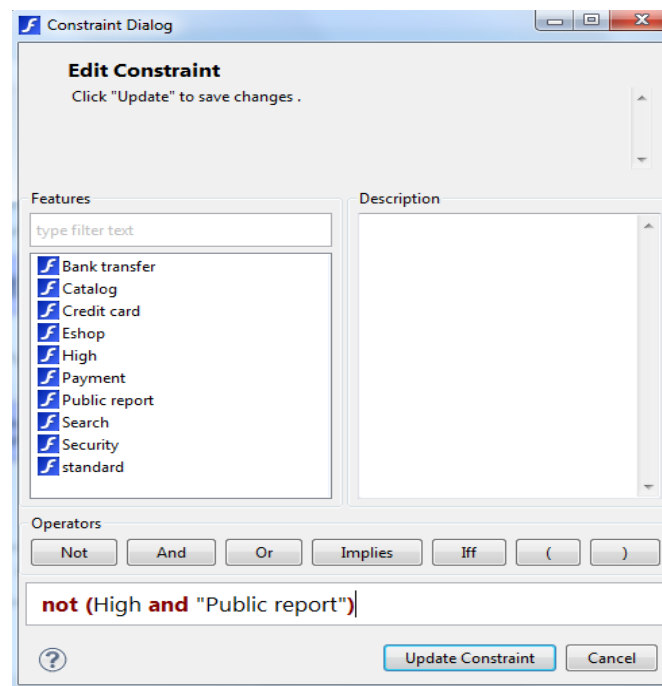 Constraint Dialog
Edit Constraint
Click "Update" to save changes .
Features
Description
type filter text
Bank transfer
Catalog
Credit card
Eshop
High
Payment
Public report
Search
Security
standard
Operators
Not And Or Implies Iff ( )
not (High and "Public report")
? Update Constraint Cancel